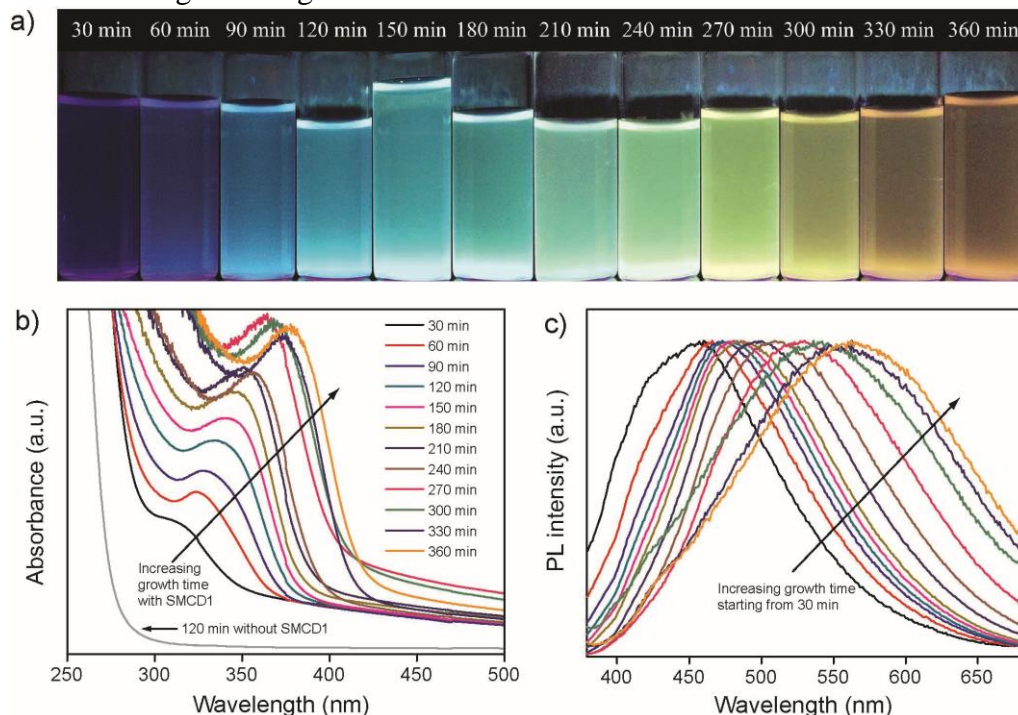 a)
30 min 60 min 90 min 120 min 150 min 180 min 210 min 240 min 270 min 300 min 330 min 360 min
b)
Absorbance (a.u.)
30 min
60 min
90 min
120 min
150 min
180 min
210 min
240 min
270 min
300 min
330 min
360 min
Increasing
growth time
with SMCD1
120 min without SMCD1
250 300 350 400 450 500
Wavelength (nm)
c)
PL intensity (a.u.)
Increasing growth time
starting from 30 min
400 450 500 550 600 650
Wavelength (nm)